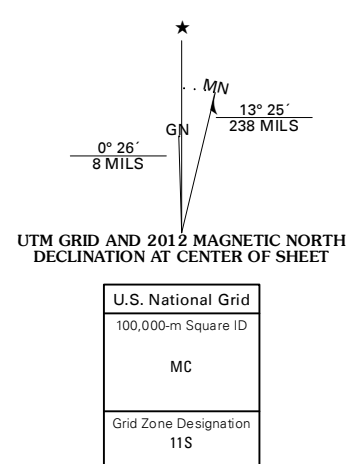 ★
MN
13° 25´
238 MILS
GN
0° 26´
8 MILS
UTM GRID AND 2012 MAGNETIC NORTH
DECLINATION AT CENTER OF SHEET
U.S. National Grid
100,000-m Square ID
MC
Grid Zone Designation
11S